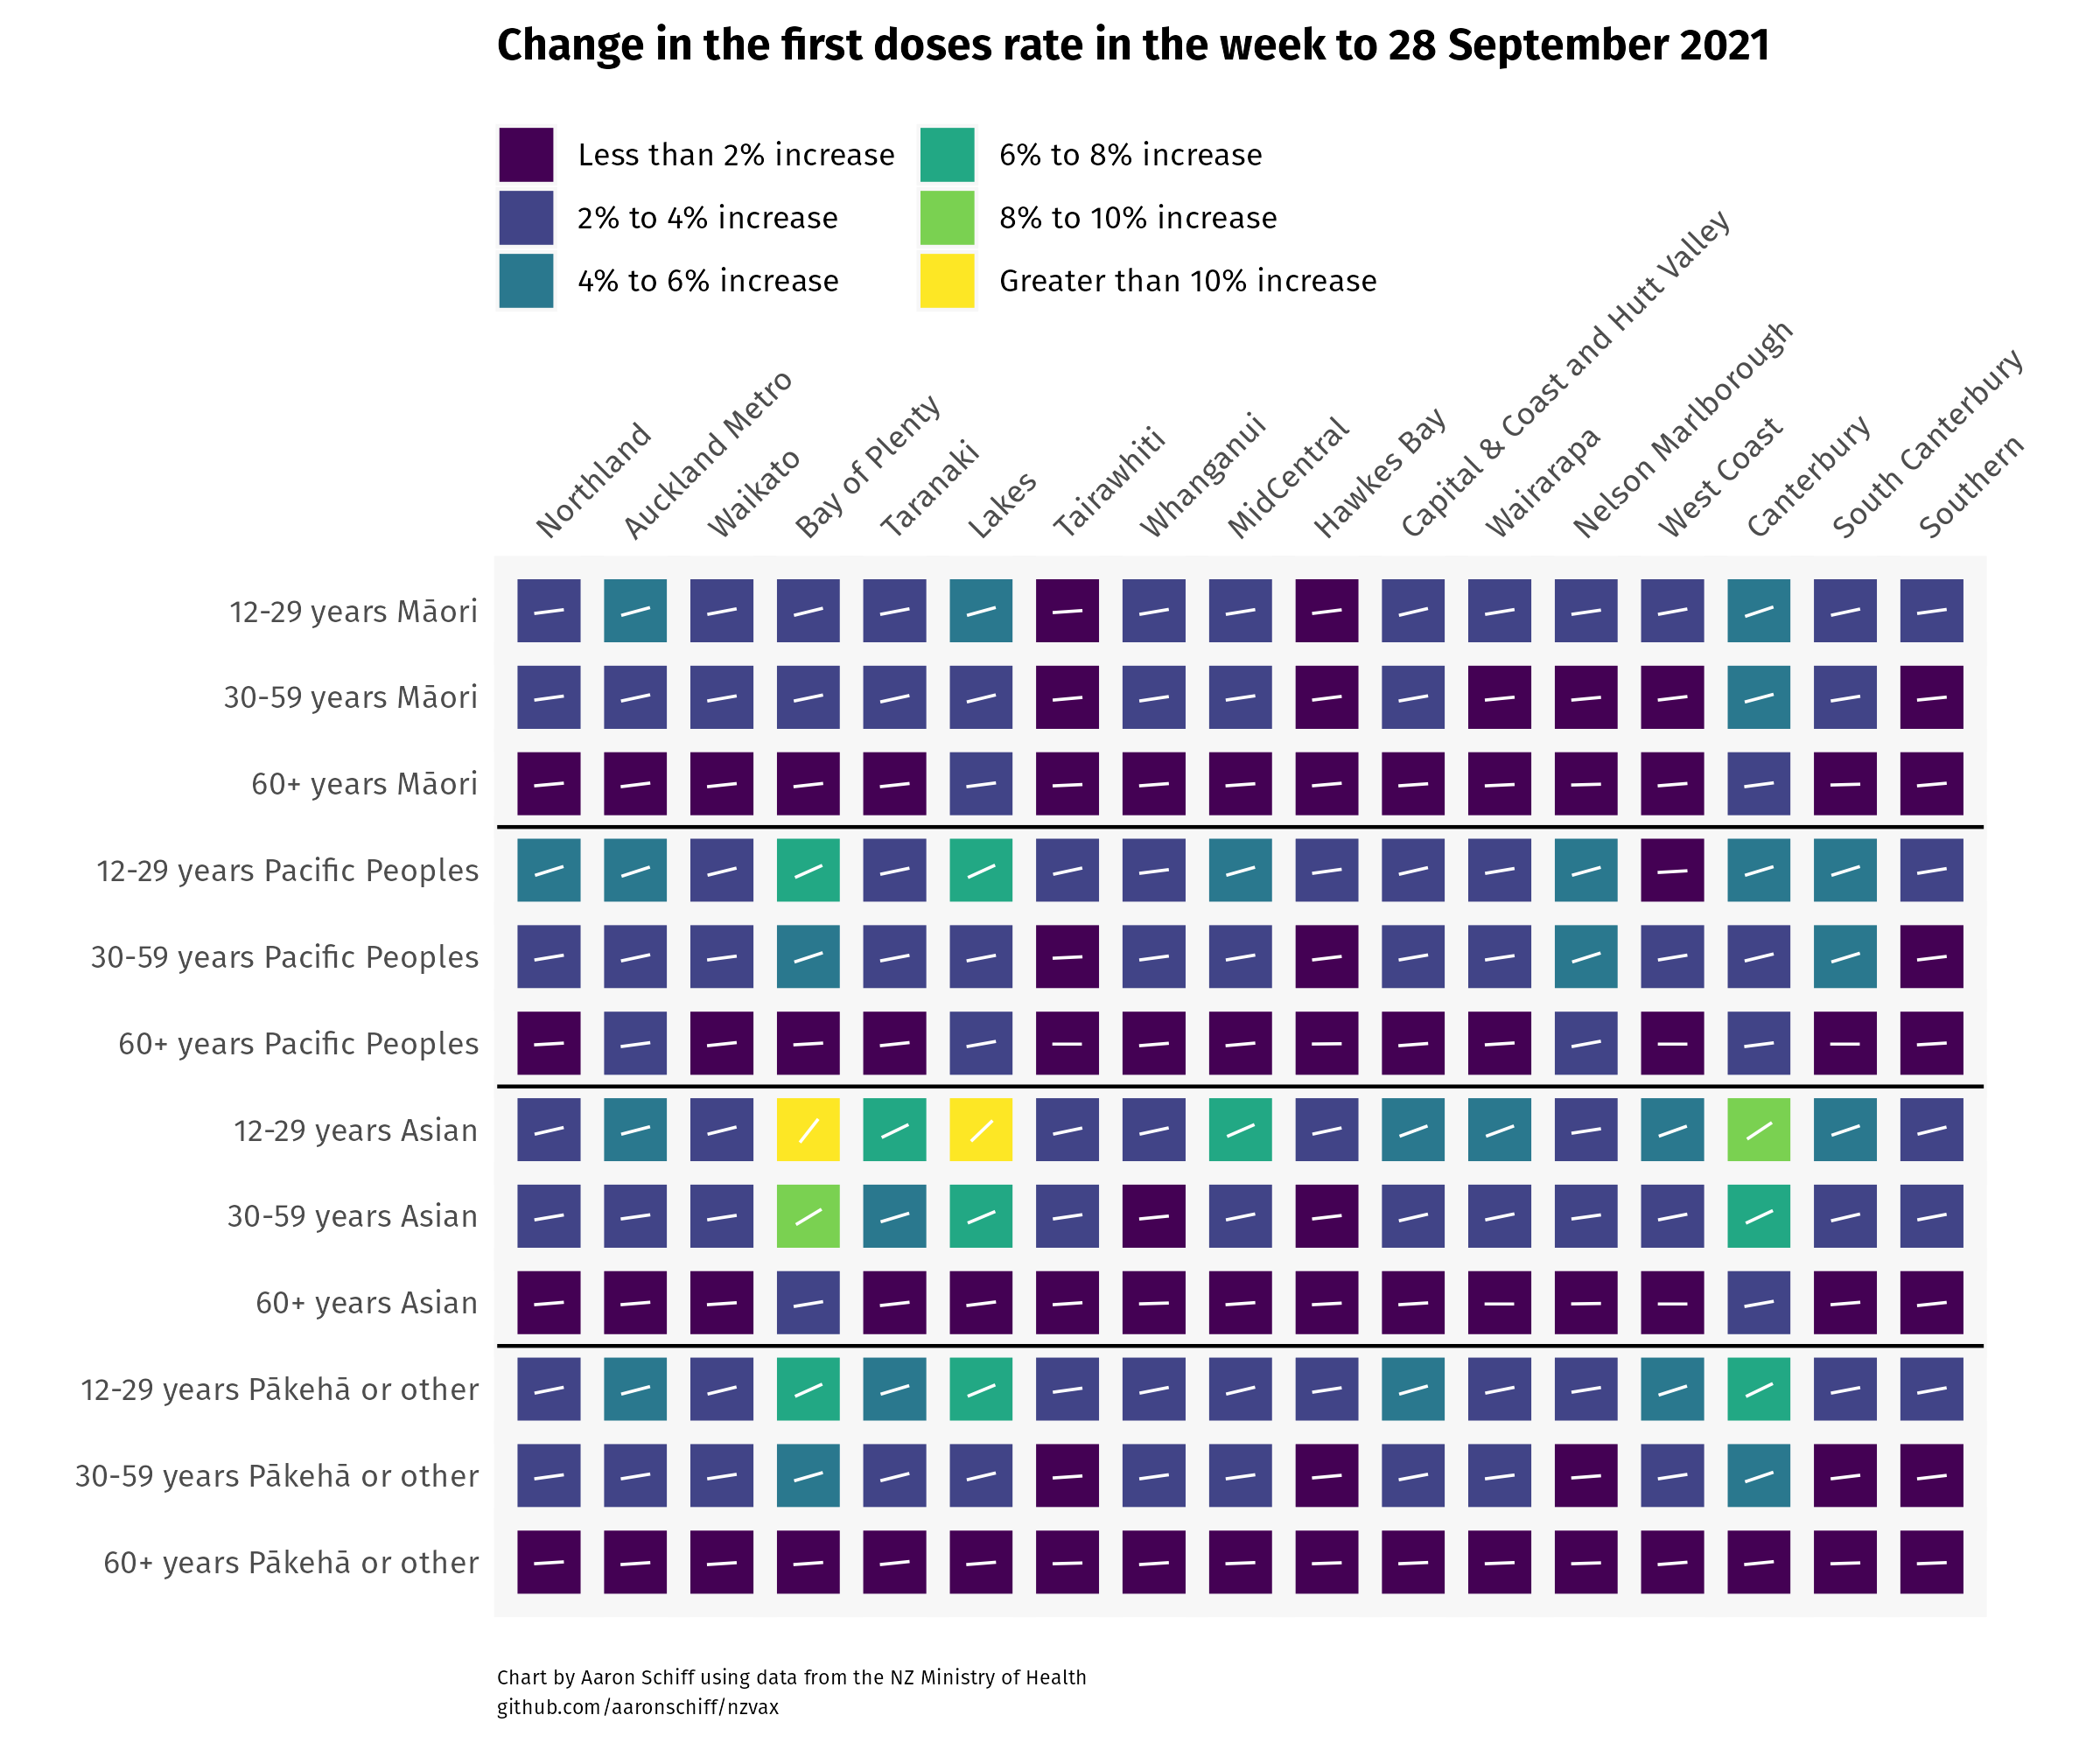 Change in the first doses rate in the week to 28 September 2021
Less than 2% increase
2% to 4% increase
4% to 6% increase
6% to 8% increase
8% to 10% increase
Greater than 10% increase
Northland
Auckland Metro
Waikato
Bay of Plenty
Taranaki
Lakes
Tairawhiti
Whanganui
MidCentral
Hawkes Bay
Capital & Coast and Hutt Valley
Wairarapa
Nelson Marlborough
West Coast
Canterbury
South Canterbury
Southern
12-29 years Māori
30-59 years Māori
60+ years Māori
12-29 years Pacific Peoples
30-59 years Pacific Peoples
60+ years Pacific Peoples
12-29 years Asian
30-59 years Asian
60+ years Asian
12-29 years Pākehā or other
30-59 years Pākehā or other
60+ years Pākehā or other
Chart by Aaron Schiff using data from the NZ Ministry of Health
github.com/aaronschiff/nzvax